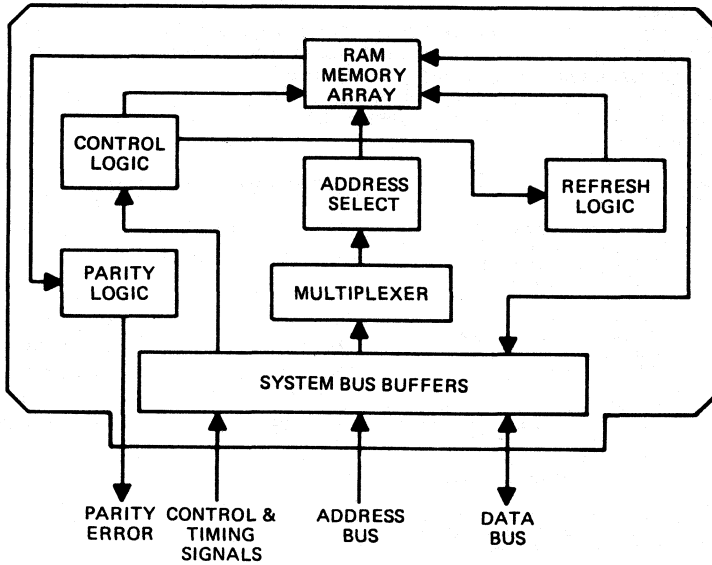 RAM
MEMORY
ARRAY
CONTROL
LOGIC
ADDRESS
SELECT
REFRESH
LOGIC
PARITY
LOGIC
MULTIPLEXER
SYSTEM BUS BUFFERS
PARITY
ERROR
CONTROL &
TIMING
SIGNALS
ADDRESS
BUS
DATA
BUS